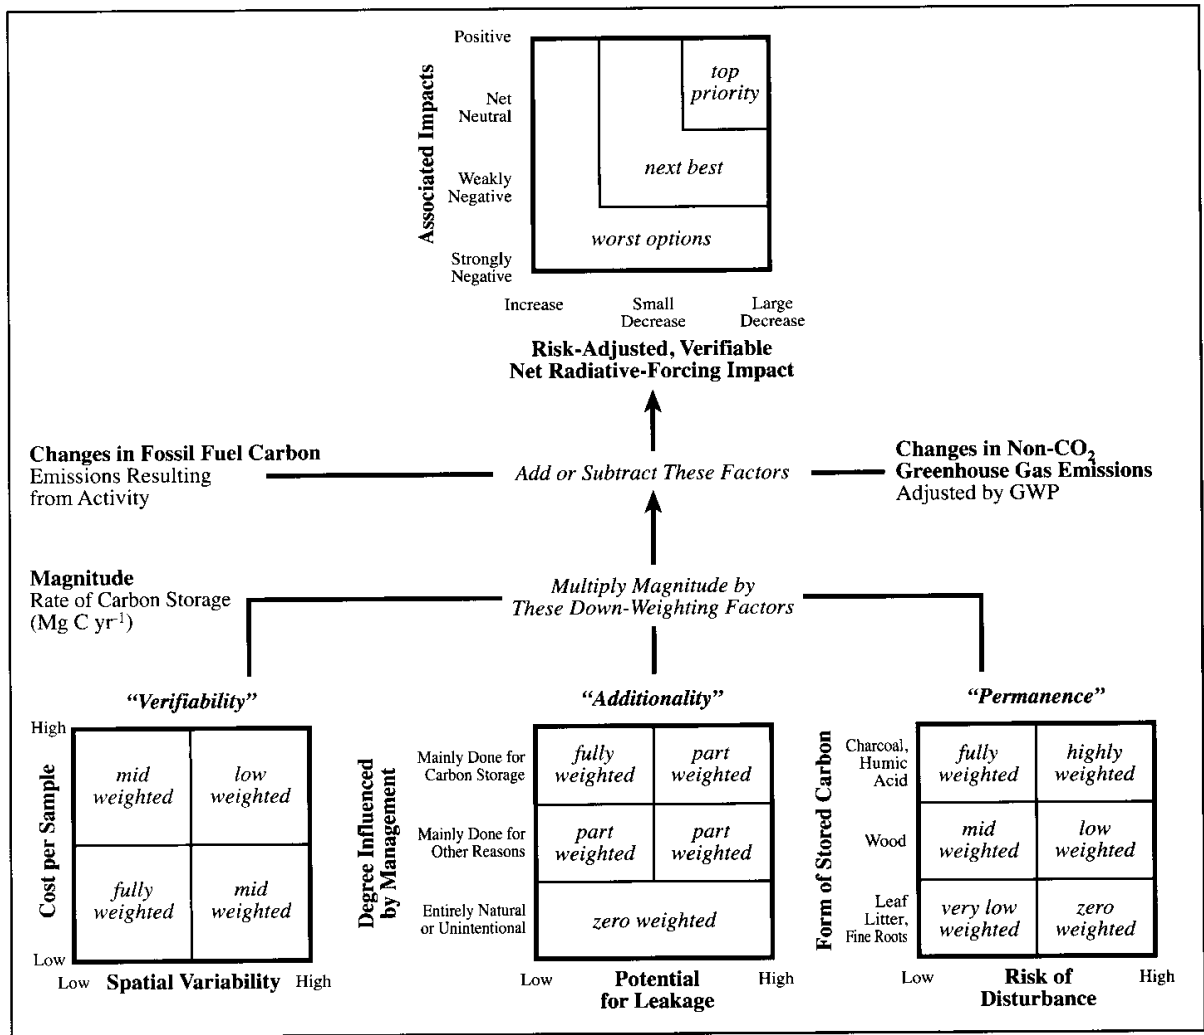 Associated Impacts
Positive
Net
Neutral
Weakly
Negative
Strongly
Negative
top
priority
next best
worst options
Increase
Small
Decrease
Large
Decrease
Risk-Adjusted, Verifiable
Net Radiative-Forcing Impact
Changes in Fossil Fuel Carbon
Emissions Resulting
from Activity
Add or Subtract These Factors
Changes in Non-CO₂
Greenhouse Gas Emissions
Adjusted by GWP
Magnitude
Rate of Carbon Storage
(Mg C yr⁻¹)
Multiply Magnitude by
These Down-Weighting Factors
"Verifiability"
Cost per Sample
High
Low
mid
weighted
low
weighted
fully
weighted
mid
weighted
Low
Spatial Variability
High
"Additionality"
Degree Influenced
by Management
Mainly Done for
Carbon Storage
fully
weighted
part
weighted
Mainly Done for
Other Reasons
part
weighted
part
weighted
Entirely Natural
or Unintentional
zero weighted
Low
Potential
for Leakage
High
"Permanence"
Form of Stored Carbon
Charcoal,
Humic
Acid
fully
weighted
highly
weighted
Wood
mid
weighted
low
weighted
Leaf
Litter,
Fine Roots
very low
weighted
zero
weighted
Low
Risk of
Disturbance
High